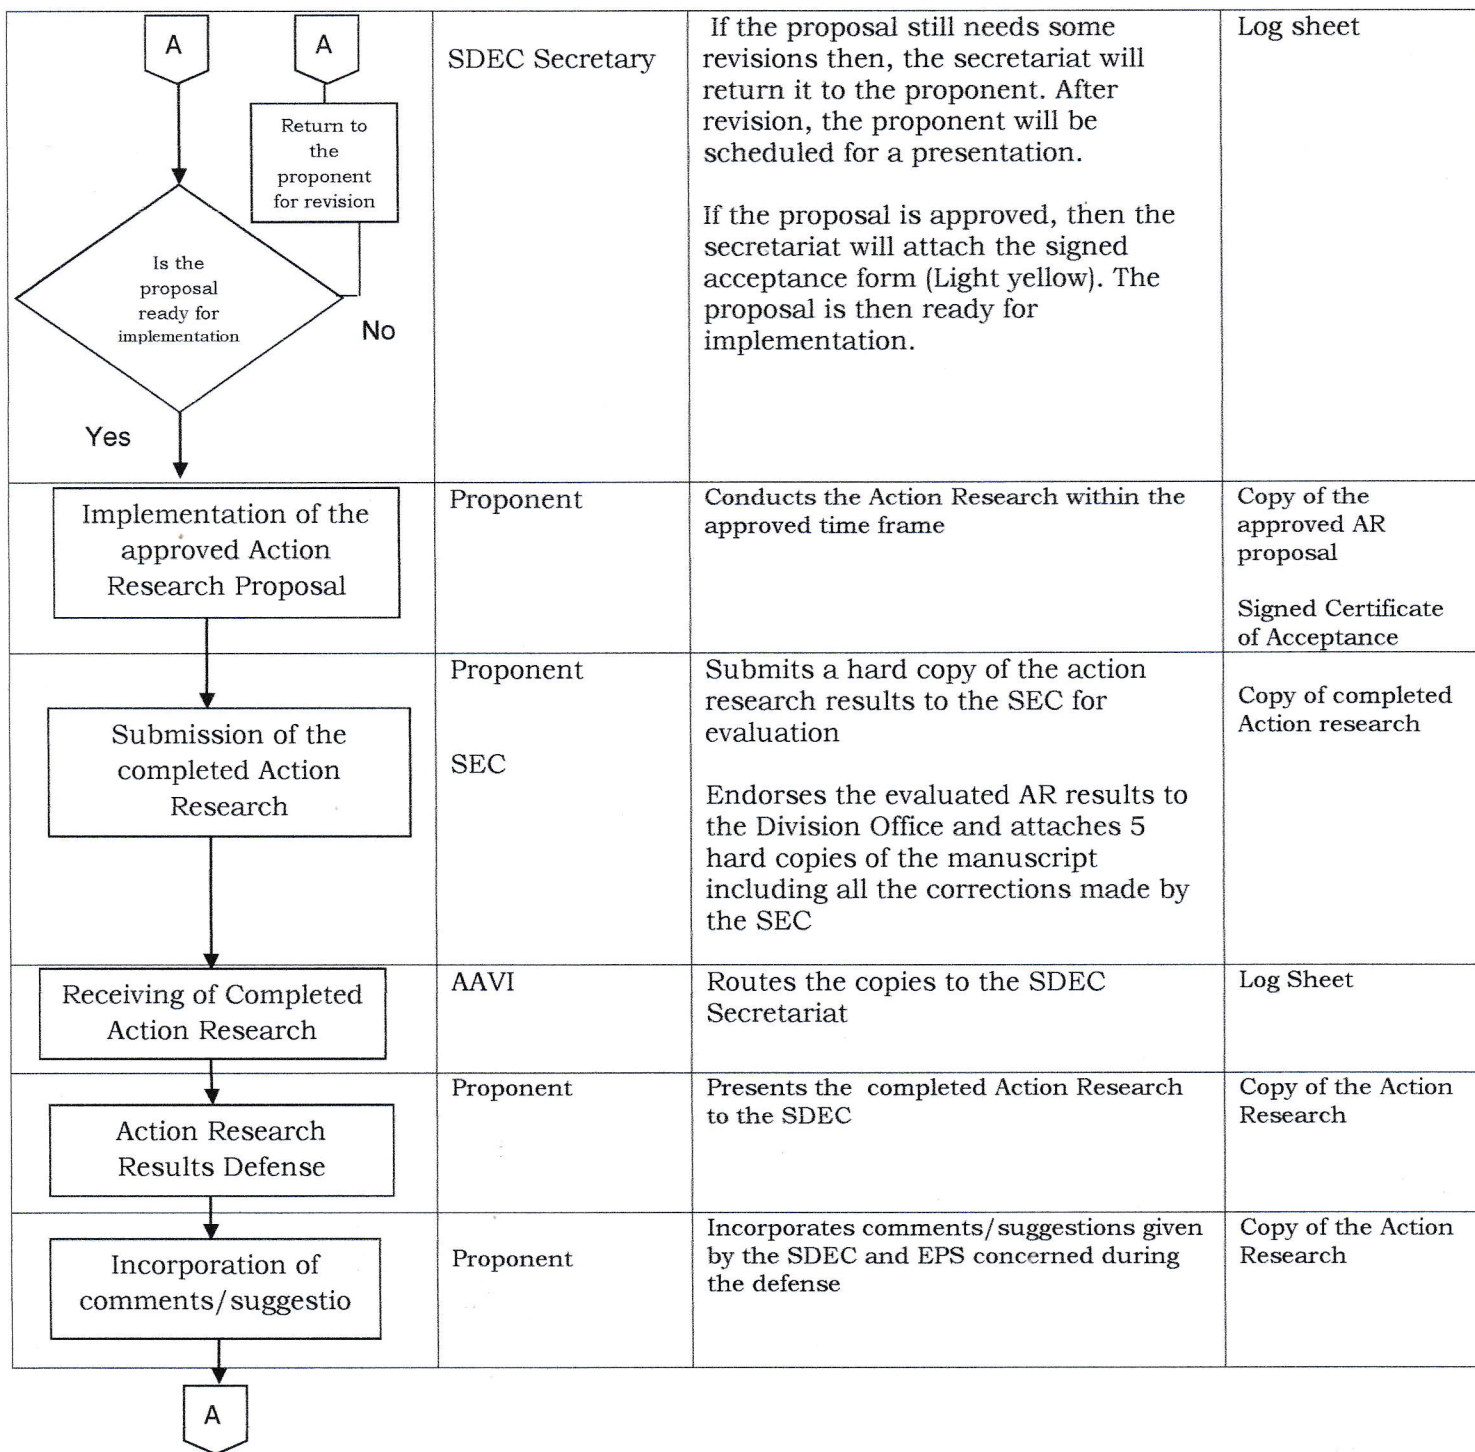 A
A
Return to
the
proponent
for revision
Is the
proposal
ready for
implementation
No
Yes
SDEC Secretary
If the proposal still needs some
revisions then, the secretariat will
return it to the proponent. After
revision, the proponent will be
scheduled for a presentation.
If the proposal is approved, then the
secretariat will attach the signed
acceptance form (Light yellow). The
proposal is then ready for
implementation.
Log sheet
Implementation of the
approved Action
Research Proposal
Proponent
Conducts the Action Research within the
approved time frame
Copy of the
approved AR
proposal
Signed Certificate
of Acceptance
Submission of the
completed Action
Research
Proponent
SEC
Submits a hard copy of the action
research results to the SEC for
evaluation
Endorses the evaluated AR results to
the Division Office and attaches 5
hard copies of the manuscript
including all the corrections made by
the SEC
Copy of completed
Action research
Receiving of Completed
Action Research
AAVI
Routes the copies to the SDEC
Secretariat
Log Sheet
Action Research
Results Defense
Proponent
Presents the completed Action Research
to the SDEC
Copy of the Action
Research
Incorporation of
comments/suggestio
Proponent
Incorporates comments/suggestions given
by the SDEC and EPS concerned during
the defense
Copy of the Action
Research
A